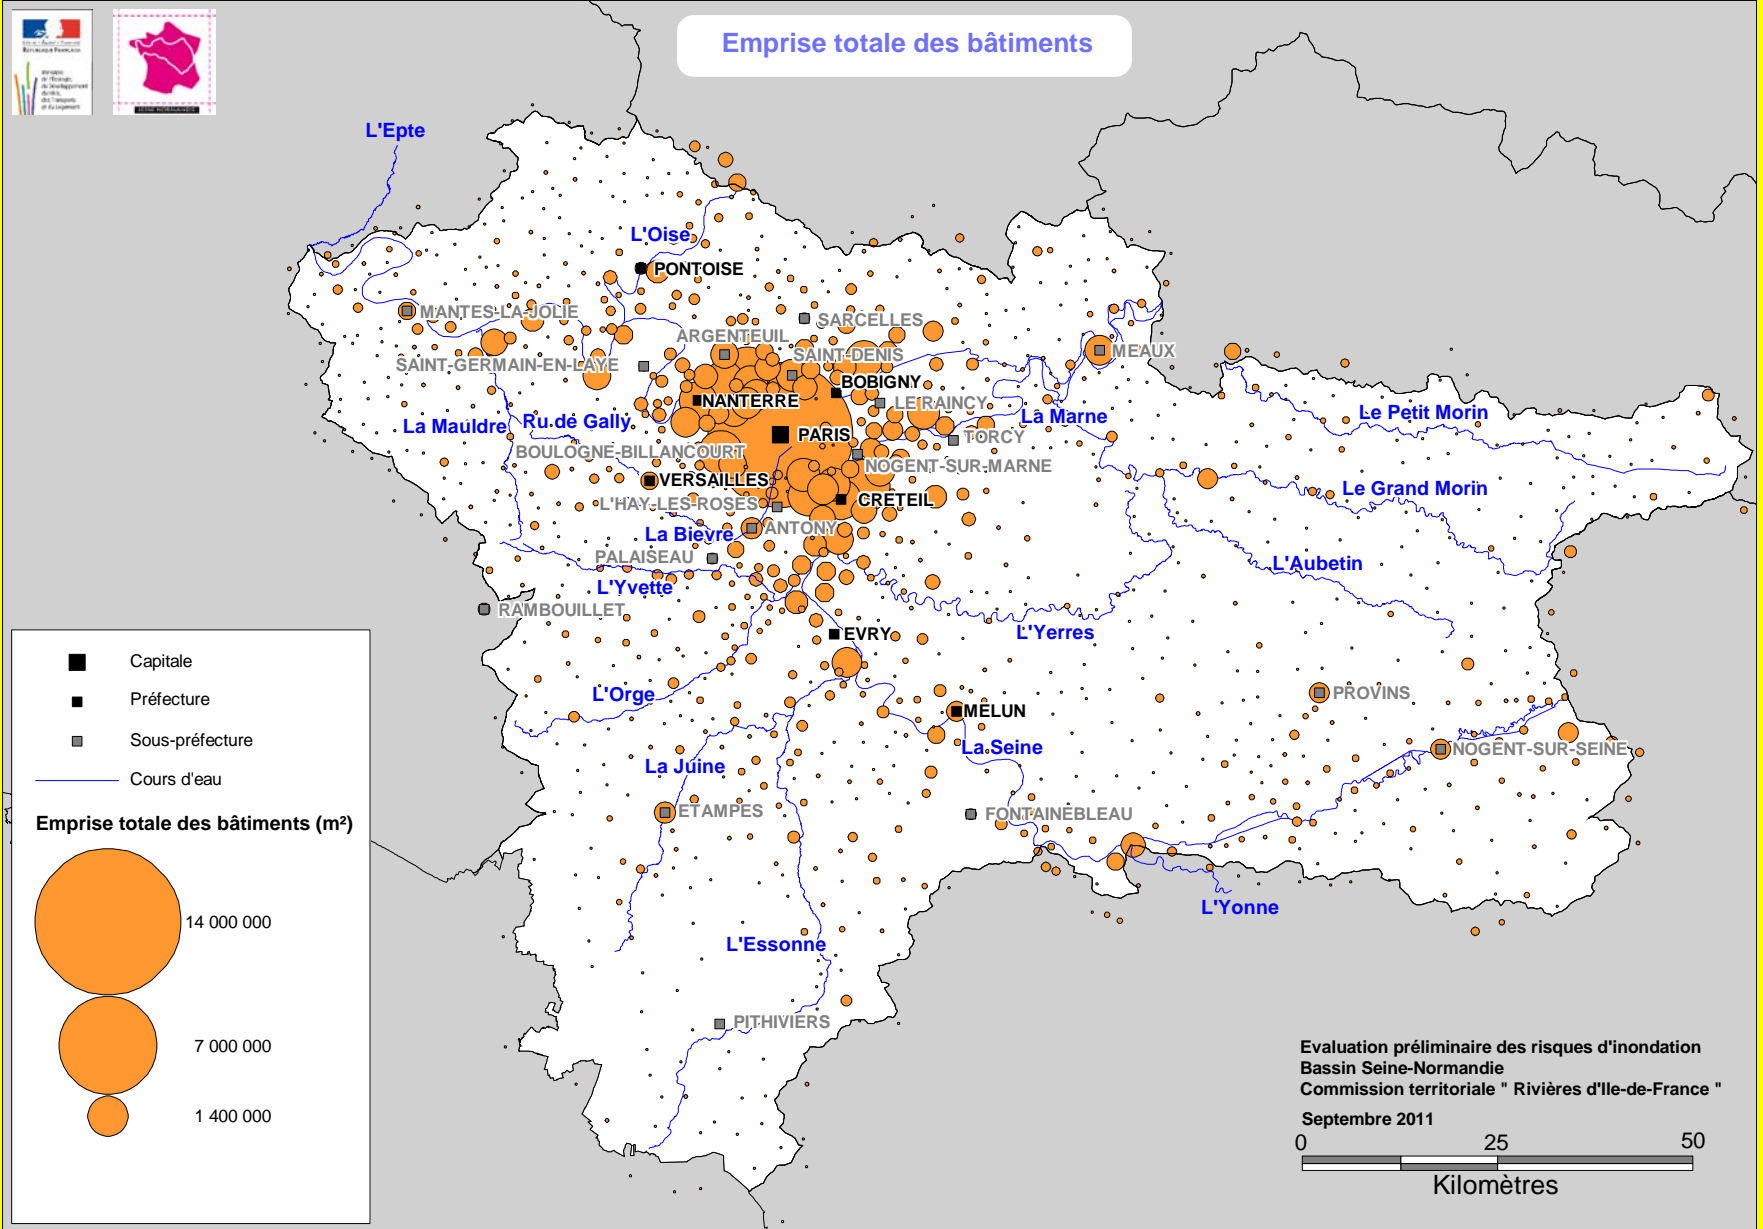 Emprise totale des bâtiments
RÉPUBLIQUE FRANÇAISE
L'Epte
L'Oise
PONTOISE
MANTES-LA-JOLIE
SARCELLES
ARGENTEUIL
SAINT-DENIS
MEAUX
SAINT-GERMAIN-EN-LAYE
BOBIGNY
NANTERRE
LE RAINCY
La Marne
Le Petit Morin
La Mauldre
Ru de Gally
PARIS
TORCY
BOULOGNE-BILLANCOURT
NOGENT-SUR-MARNE
VERSAILLES
Le Grand Morin
L'HAY-LES-ROSES
CRETEIL
La Bievre
ANTONY
PALAISEAU
L'Aubetin
L'Yvette
RAMBOUILLET
EVRY
L'Yerres
L'Orge
PROVINS
MELUN
La Seine
NOGENT-SUR-SEINE
La Juine
ETAMPES
FONTAINEBLEAU
L'Yonne
L'Essonne
PITHIVIERS
Capitale
Préfecture
Sous-préfecture
Cours d'eau
Emprise totale des bâtiments (m²)
14 000 000
7 000 000
1 400 000
Evaluation préliminaire des risques d'inondation
Bassin Seine-Normandie
Commission territoriale " Rivières d'Ile-de-France "
Septembre 2011
0 25 50
Kilomètres